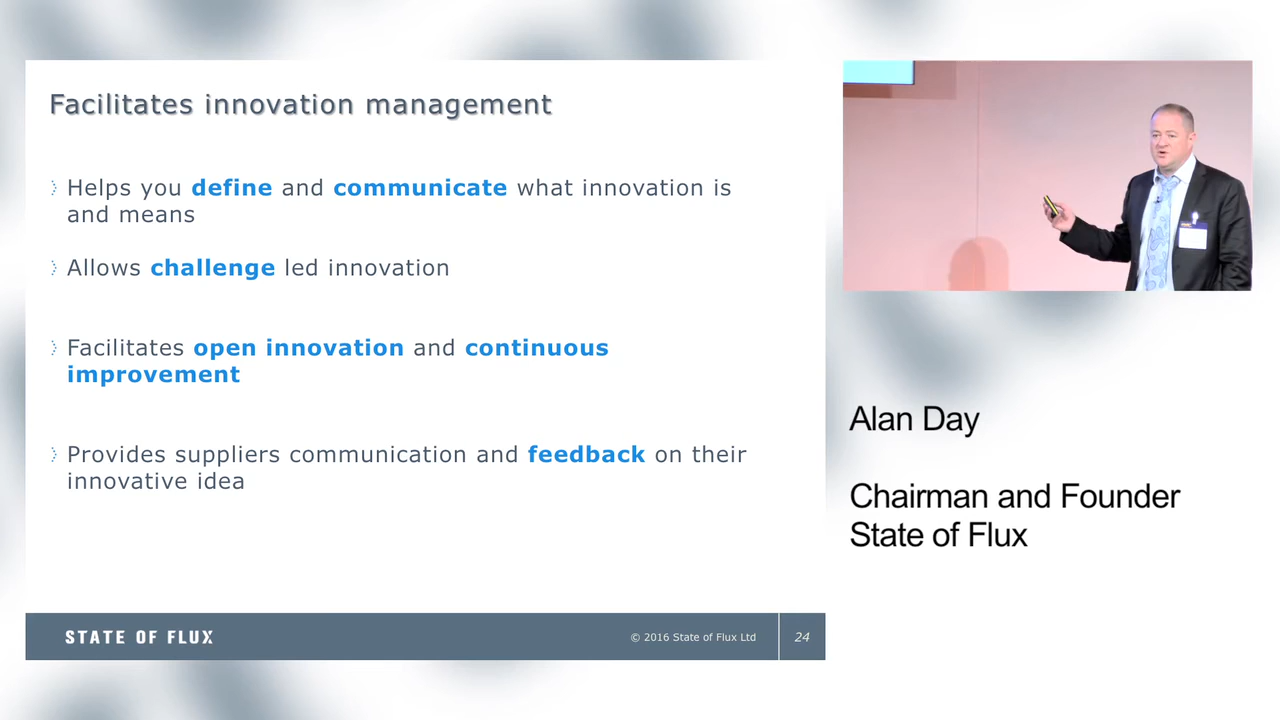 Facilitates innovation management
Helps you define and communicate what innovation is
and means
Allows challenge led innovation
Facilitates open innovation and continuous
improvement
Provides suppliers communication and feedback on their
innovative idea
STATE OF FLUX
© 2016 State of Flux Ltd
24
Alan Day
Chairman and Founder
State of Flux